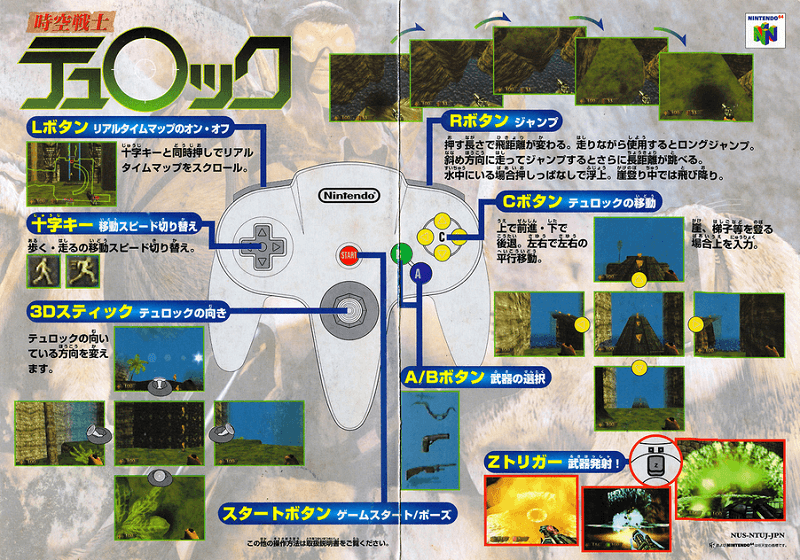 時空戦士
テュロック
NINTENDO64
Lボタン リアルタイムマップのオン・オフ
十字キーと同時押しでリアル
タイムマップをスクロール。
Rボタン ジャンプ
押す長さで飛距離が変わる。走りながら使用するとロングジャンプ。
斜め方向に走ってジャンプするとさらに長距離が跳べる。
水中にいる場合押しっぱなしで浮上。崖登り中では飛び降り。
十字キー 移動スピード切り替え
歩く・走るの移動スピード切り替え。
Nintendo
START
C
B
A
Cボタン テュロックの移動
上で前進・下で
後退。左右で左右の
平行移動。
崖、梯子等を登る
場合上を入力。
3Dスティック テュロックの向き
テュロックの向い
ている方向を変え
ます。
A/Bボタン 武器の選択
Zトリガー 武器発射！
Z
スタートボタン ゲームスタート/ポーズ
この他の操作方法は取扱説明書をご覧ください。
NUS-NTUJ-JPN